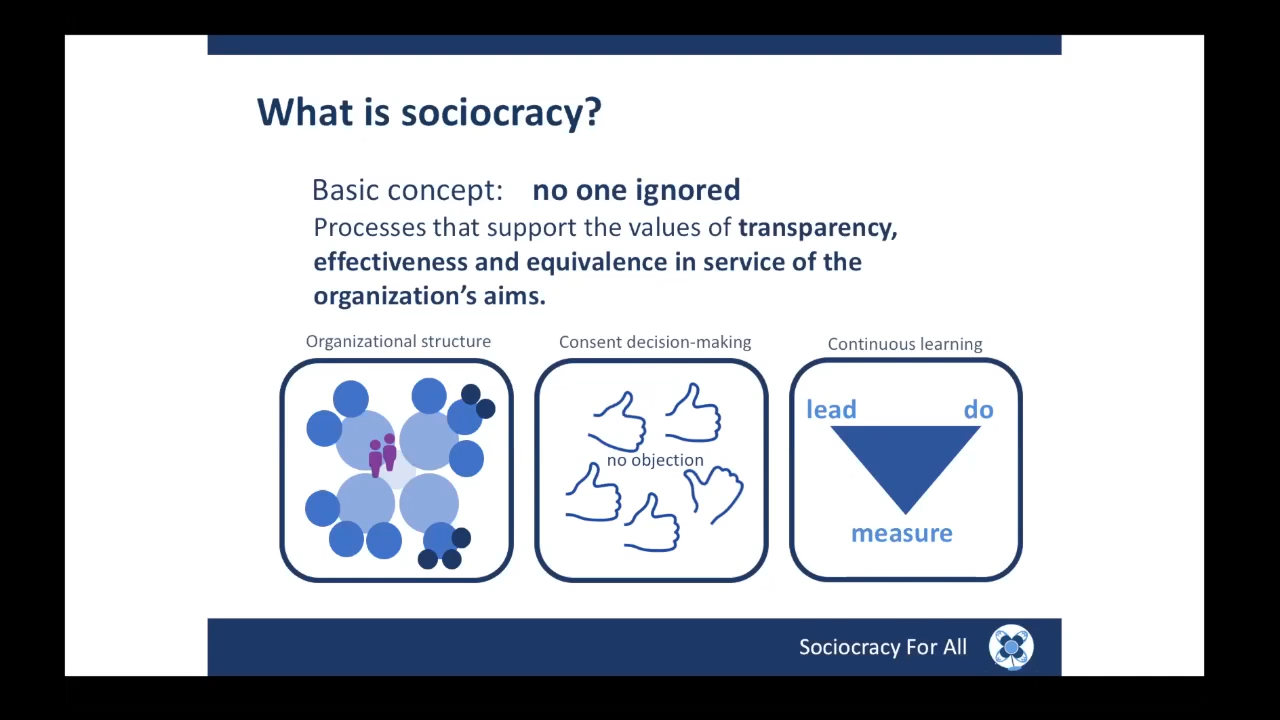 What is sociocracy?
Basic concept: no one ignored
Processes that support the values of transparency,
effectiveness and equivalence in service of the
organization's aims.
Organizational structure
Consent decision-making
Continuous learning
no objection
lead
do
measure
Sociocracy For All